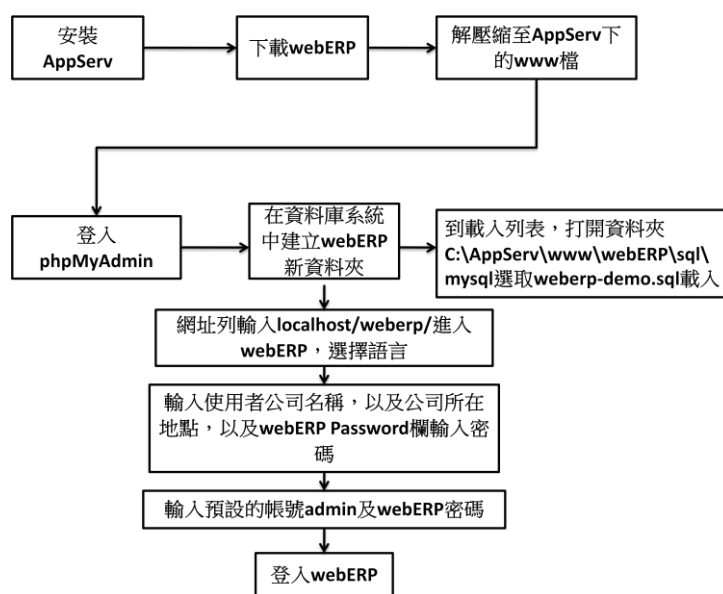 安裝
AppServ
下載webERP
解壓縮至AppServ下
的www檔
登入
phpMyAdmin
在資料庫系統
中建立webERP
新資料夾
到載入列表，打開資料夾
C:\AppServ\www\webERP\sql\
mysql選取weberp-demo.sql載入
網址列輸入localhost/weberp/進入
webERP，選擇語言
輸入使用者公司名稱，以及公司所在
地點，以及webERP Password欄輸入密
碼
輸入預設的帳號admin及webERP密碼
登入webERP